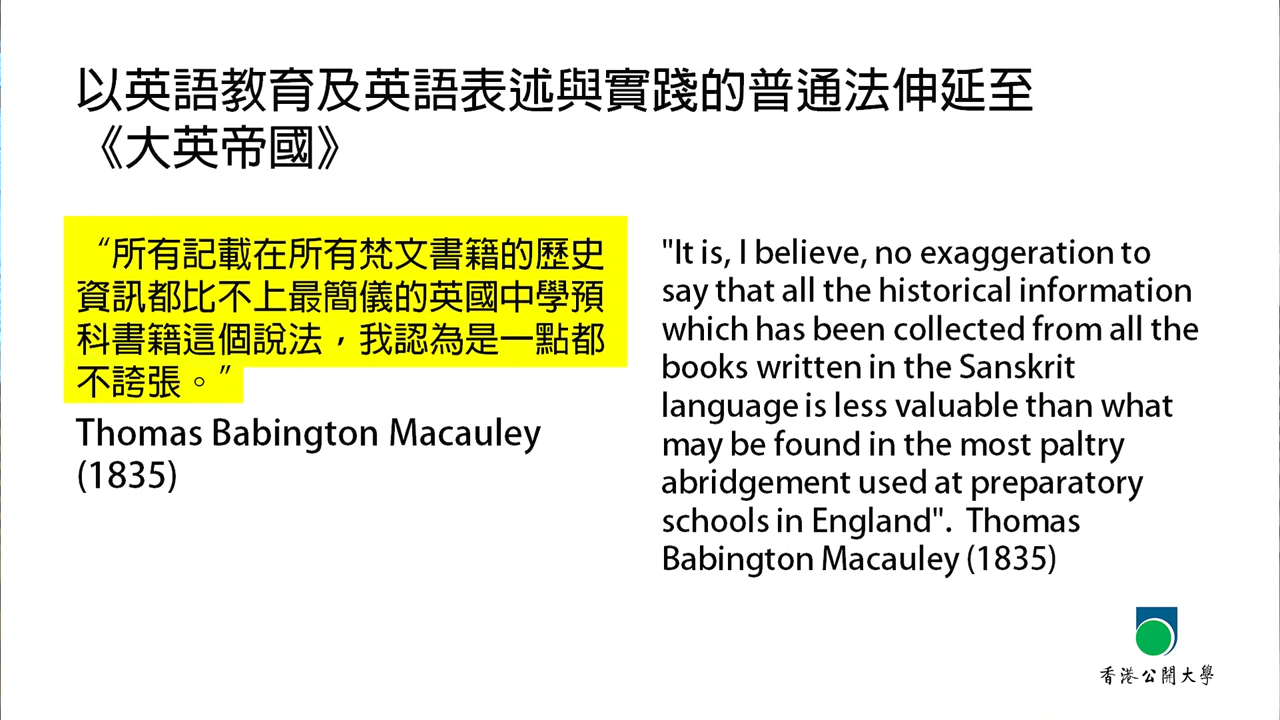 以英語教育及英語表述與實踐的普通法伸延至
《大英帝國》
“所有記載在所有梵文書籍的歷史
資訊都比不上最簡儀的英國中學預
科書籍這個說法，我認為是一點都
不誇張。”
Thomas Babington Macauley
(1835)
"It is, I believe, no exaggeration to
say that all the historical information
which has been collected from all the
books written in the Sanskrit
language is less valuable than what
may be found in the most paltry
abridgement used at preparatory
schools in England".  Thomas
Babington Macauley (1835)
香港公開大學